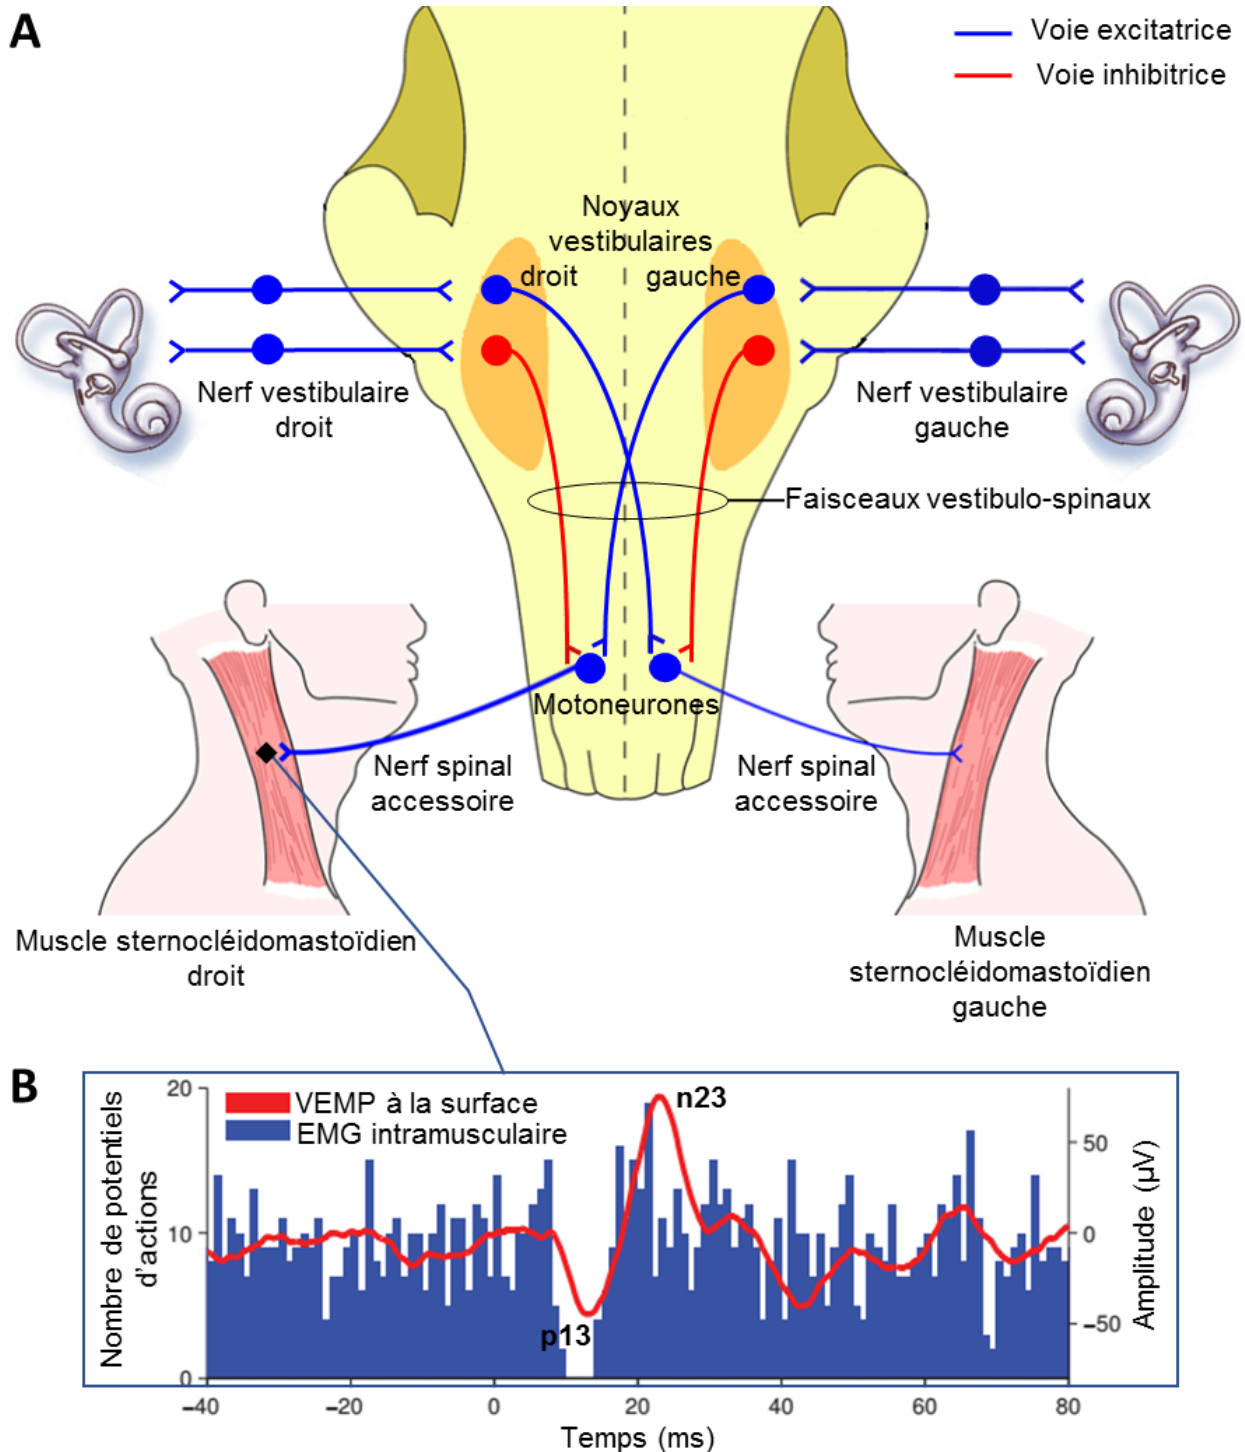 A
Voie excitatrice
Voie inhibitrice
Noyaux
vestibulaires
droit
gauche
Nerf vestibulaire
droit
Nerf vestibulaire
gauche
Faisceaux vestibulo-spinaux
Motoneurones
Nerf spinal
accessoire
Nerf spinal
accessoire
Muscle sternocléidomastoïdien
droit
Muscle
sternocléidomastoïdien
gauche
B
Nombre de potentiels
d'actions
20
10
0
VEMP à la surface
EMG intramusculaire
n23
p13
50
0
−50
Amplitude (µV)
−40
−20
0
20
40
60
80
Temps (ms)